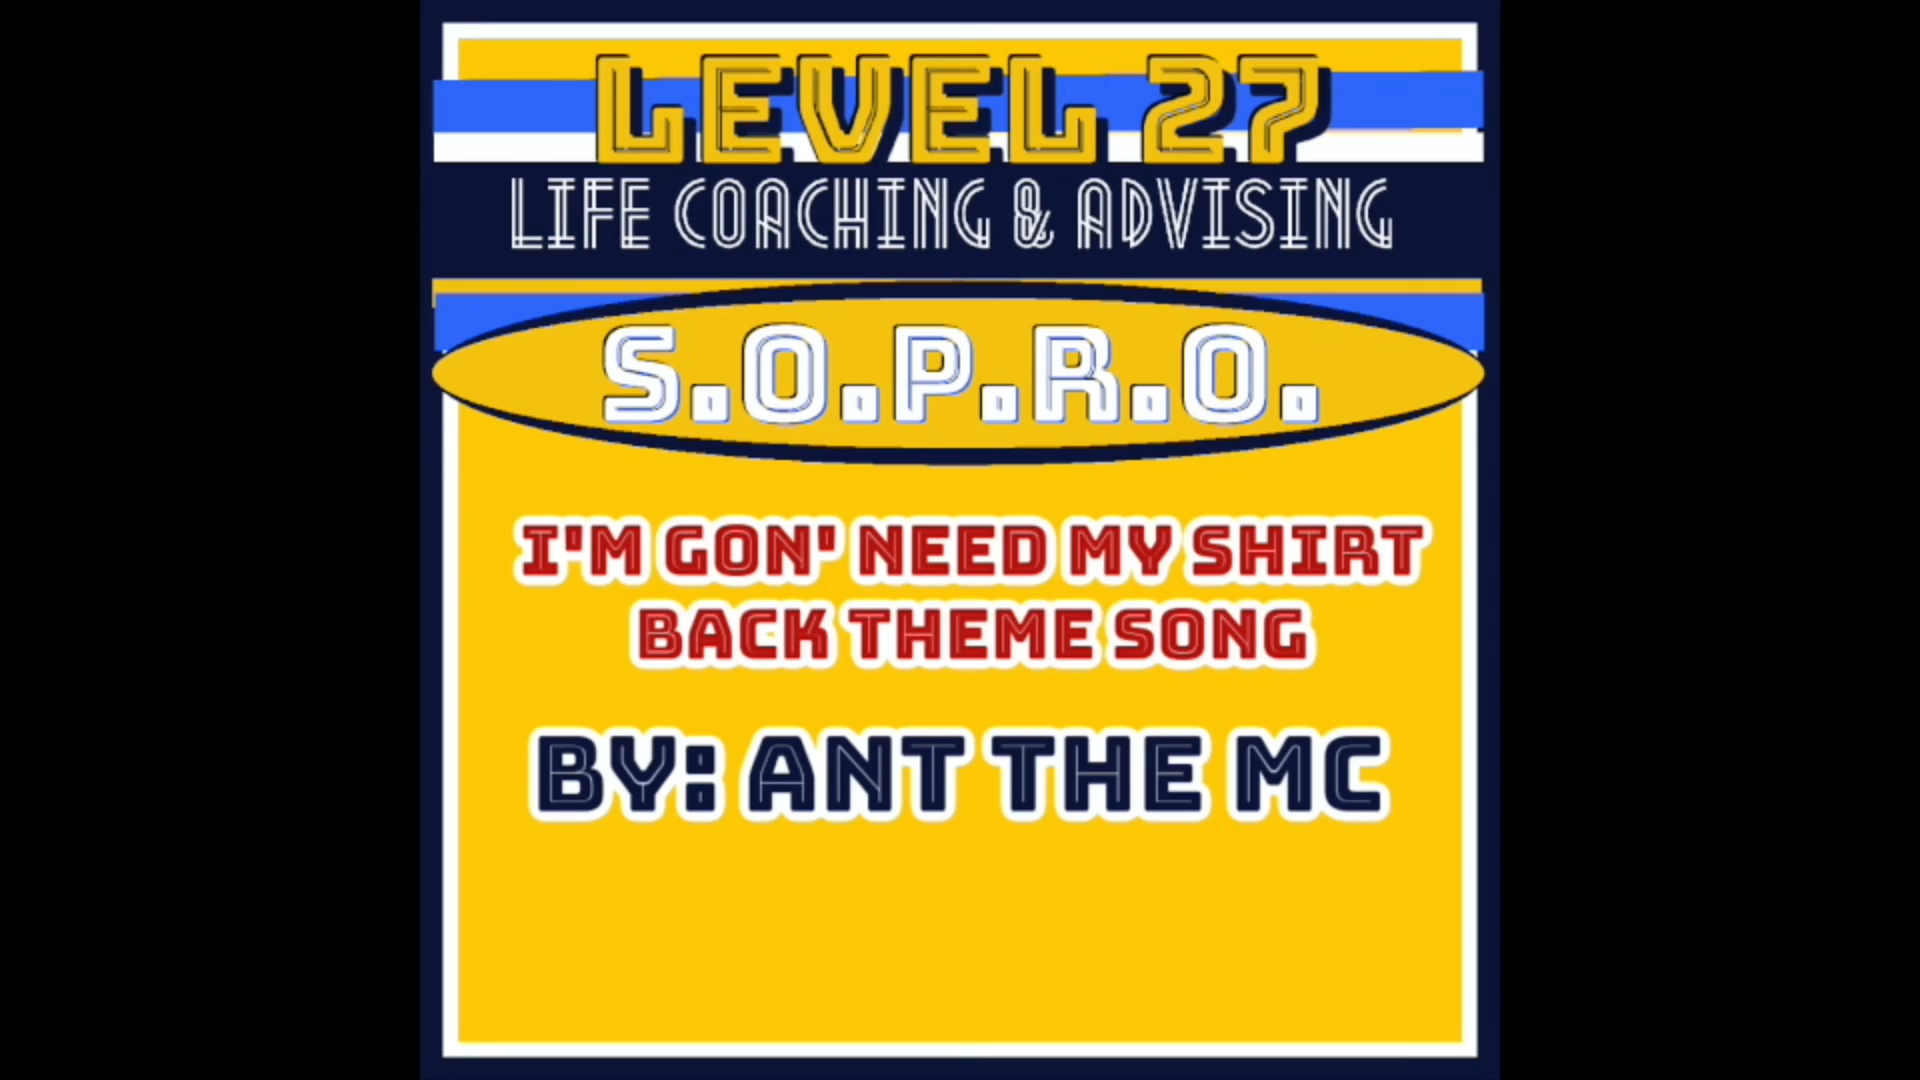 LEVEL 27
LIFE COACHING & ADVISING
S.O.P.R.O.
I'M GON' NEED MY SHIRT
BACK THEME SONG
BY: ANT THE MC